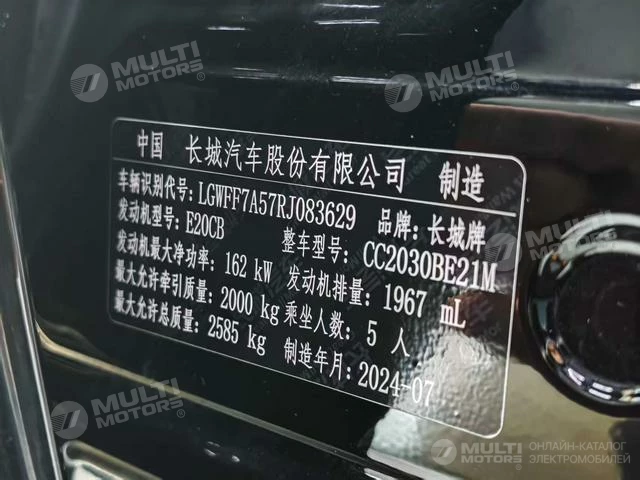 MULTI MOTORS
MULTI MOTORS
中国 长城汽车股份有限公司 制造
车辆识别代号: LGWFF7A57RJ083629 品牌: 长城牌
发动机型号: E20CB 整车型号: CC2030BE21M
发动机最大净功率: 162 kW 发动机排量: 1967 mL
最大允许牵引质量: 2000 kg 乘坐人数: 5 人
最大允许总质量: 2585 kg 制造年月: 2024-07
MULTI MOTORS
MULTI MOTORS
MULTI MOTORS ОНЛАЙН-КАТАЛОГ ЭЛЕКТРОМОБИЛЕЙ